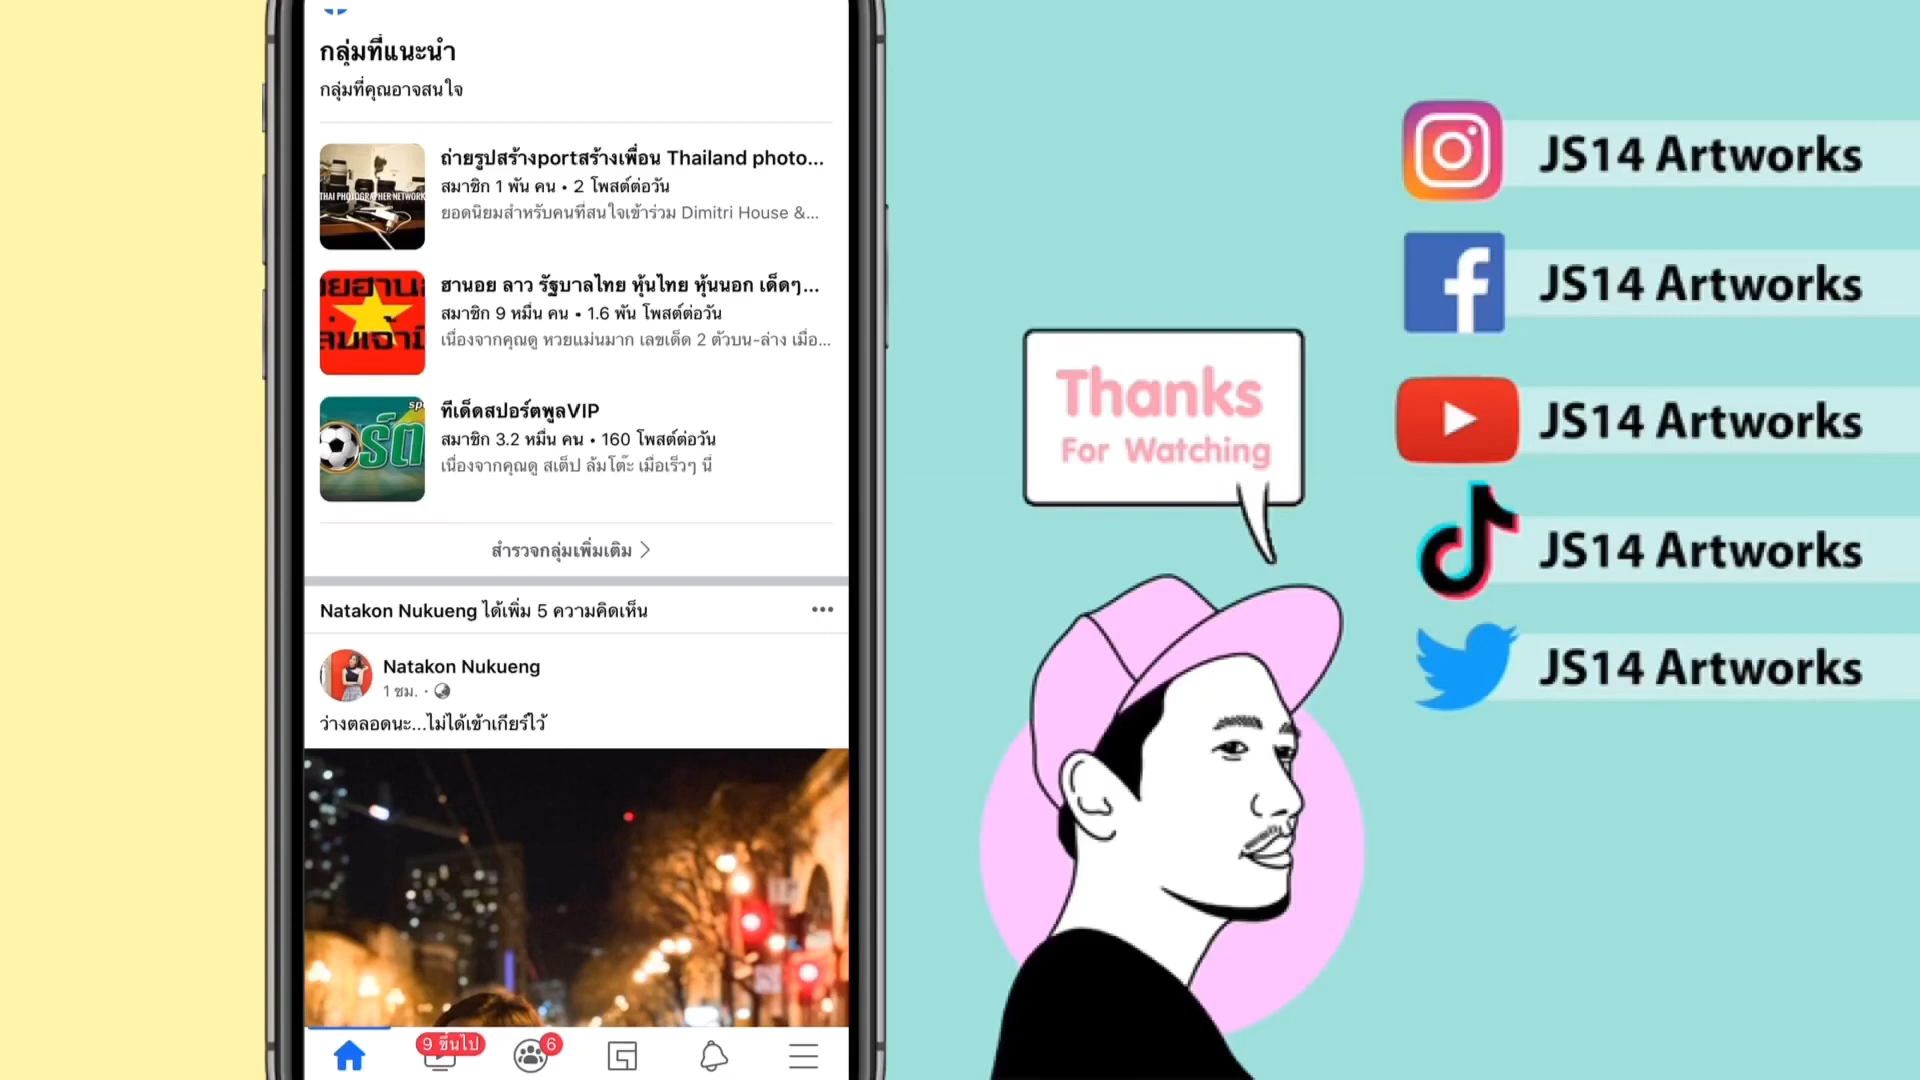 กลุ่มที่แนะนำ
กลุ่มที่คุณอาจสนใจ
THAI PHOTOGRAPHER NETWORK
ถ่ายรูปสร้างportสร้างเพื่อน Thailand photo...
สมาชิก 1 พัน คน • 2 โพสต์ต่อวัน
ยอดนิยมสำหรับคนที่สนใจเข้าร่วม Dimitri House &...
ฮานอย ลาว รัฐบาลไทย หุ้นไทย หุ้นนอก เด็ดๆ...
สมาชิก 9 หมื่น คน • 1.6 พัน โพสต์ต่อวัน
เนื่องจากคุณดู หวยแม่นมาก เลขเด็ด 2 ตัวบน-ล่าง เมื่อ...
ทีเด็ดสปอร์ตพูลVIP
สมาชิก 3.2 หมื่น คน • 160 โพสต์ต่อวัน
เนื่องจากคุณดู สเต็ป ล้มโต๊ะ เมื่อเร็วๆ นี้
สำรวจกลุ่มเพิ่มเติม
Natakon Nukueng ได้เพิ่ม 5 ความคิดเห็น
Natakon Nukueng
1 ชม.
ว่างตลอดนะ...ไม่ได้เข้าเกียร์ไว้
9 ขึ้นไป
6
Thanks
For Watching
JS14 Artworks
JS14 Artworks
JS14 Artworks
JS14 Artworks
JS14 Artworks